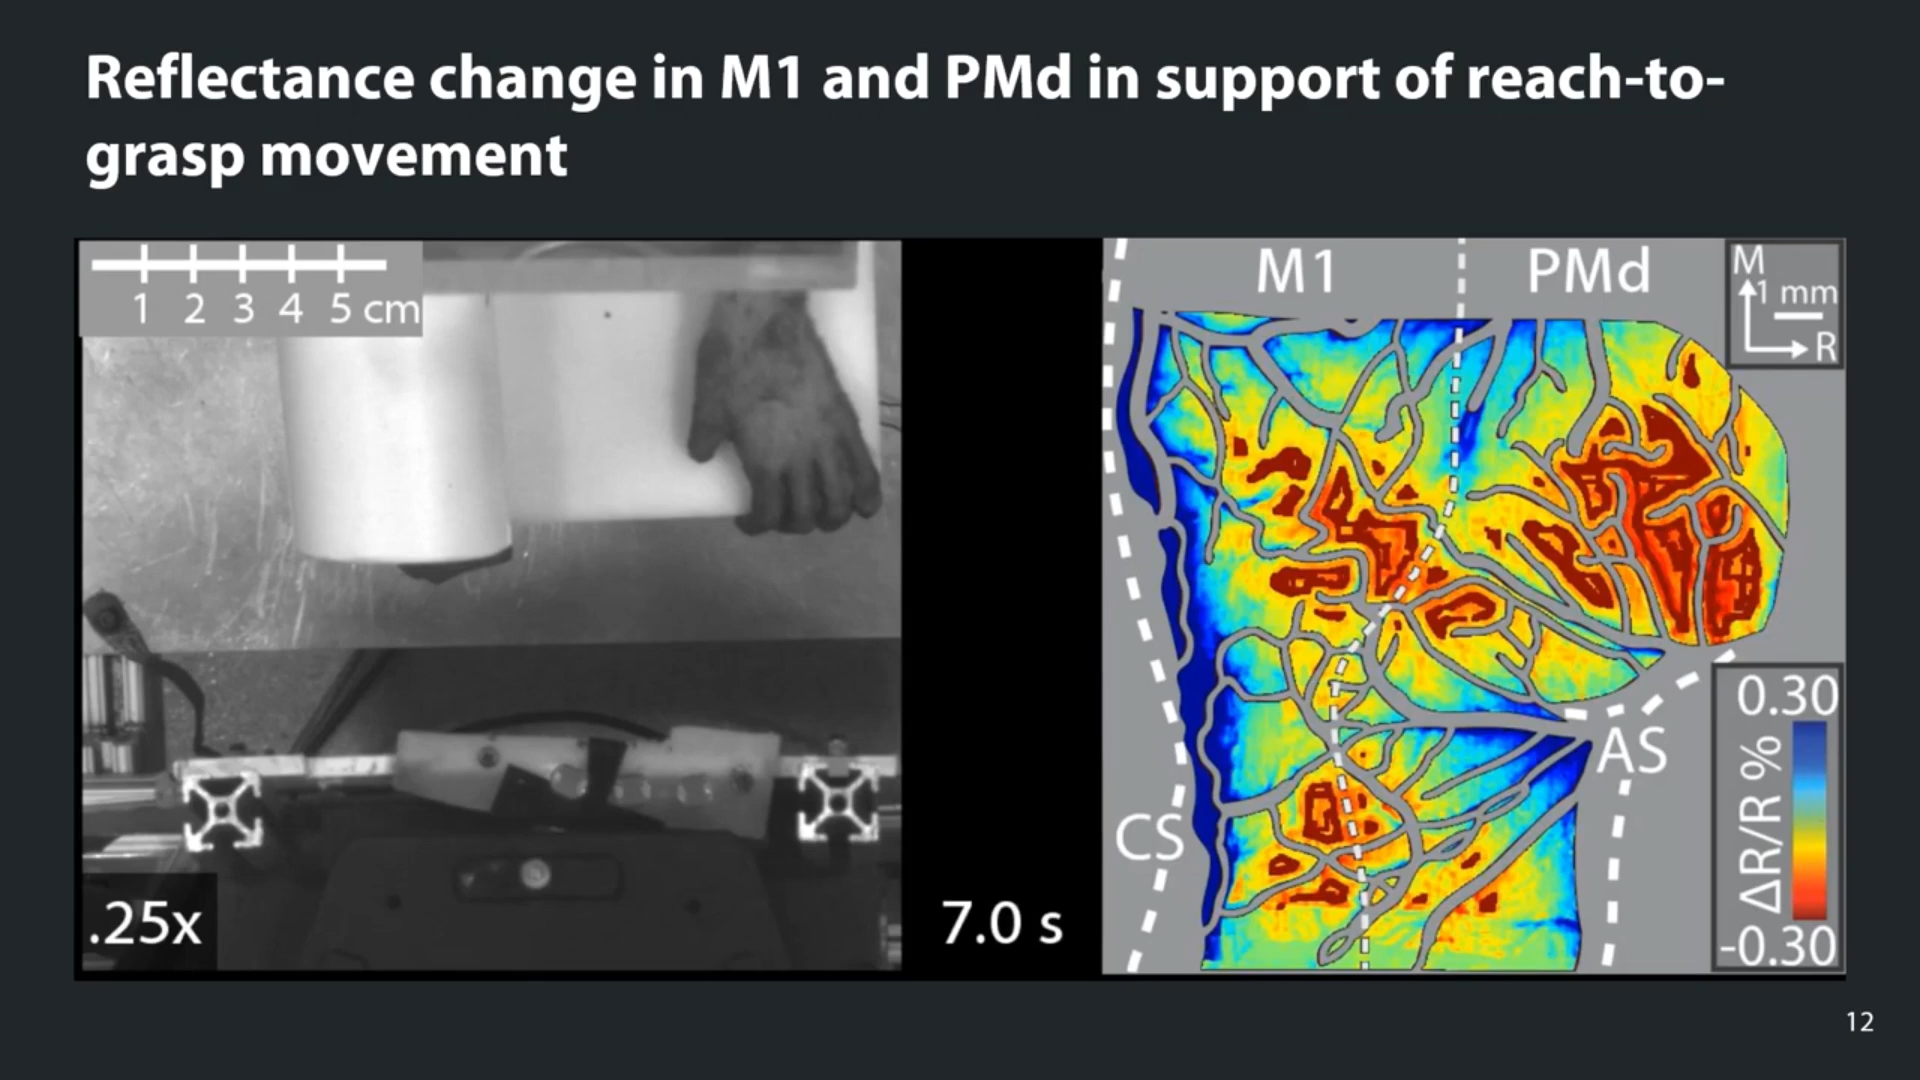 Reflectance change in M1 and PMd in support of reach-to-
grasp movement
1 2 3 4 5 cm
.25x
7.0 s
M1
PMd
M
1 mm
R
CS
AS
0.30
ΔR/R %
-0.30
12